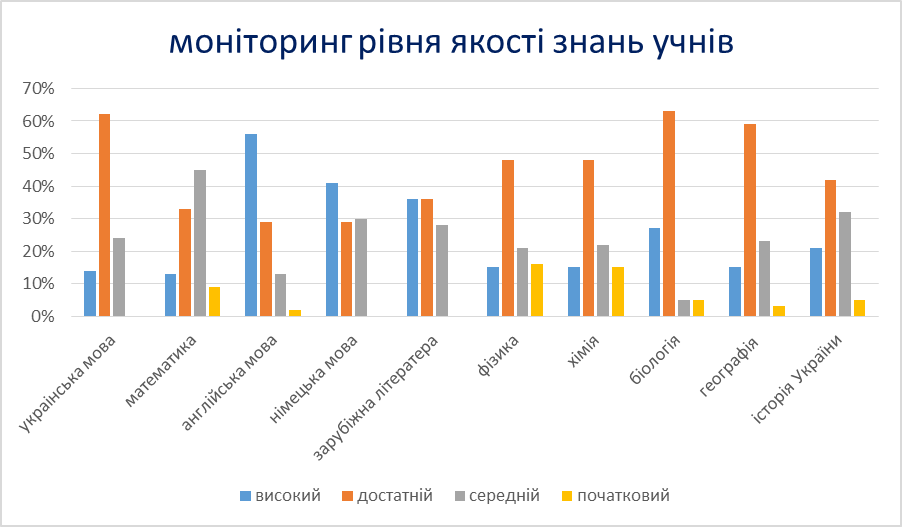 моніторинг рівня якості знань учнів
70%
60%
50%
40%
30%
20%
10%
0%
українська мова
математика
англійська мова
німецька мова
зарубіжна літератера
фізика
хімія
біологія
географія
історія України
високий достатній середній початковий